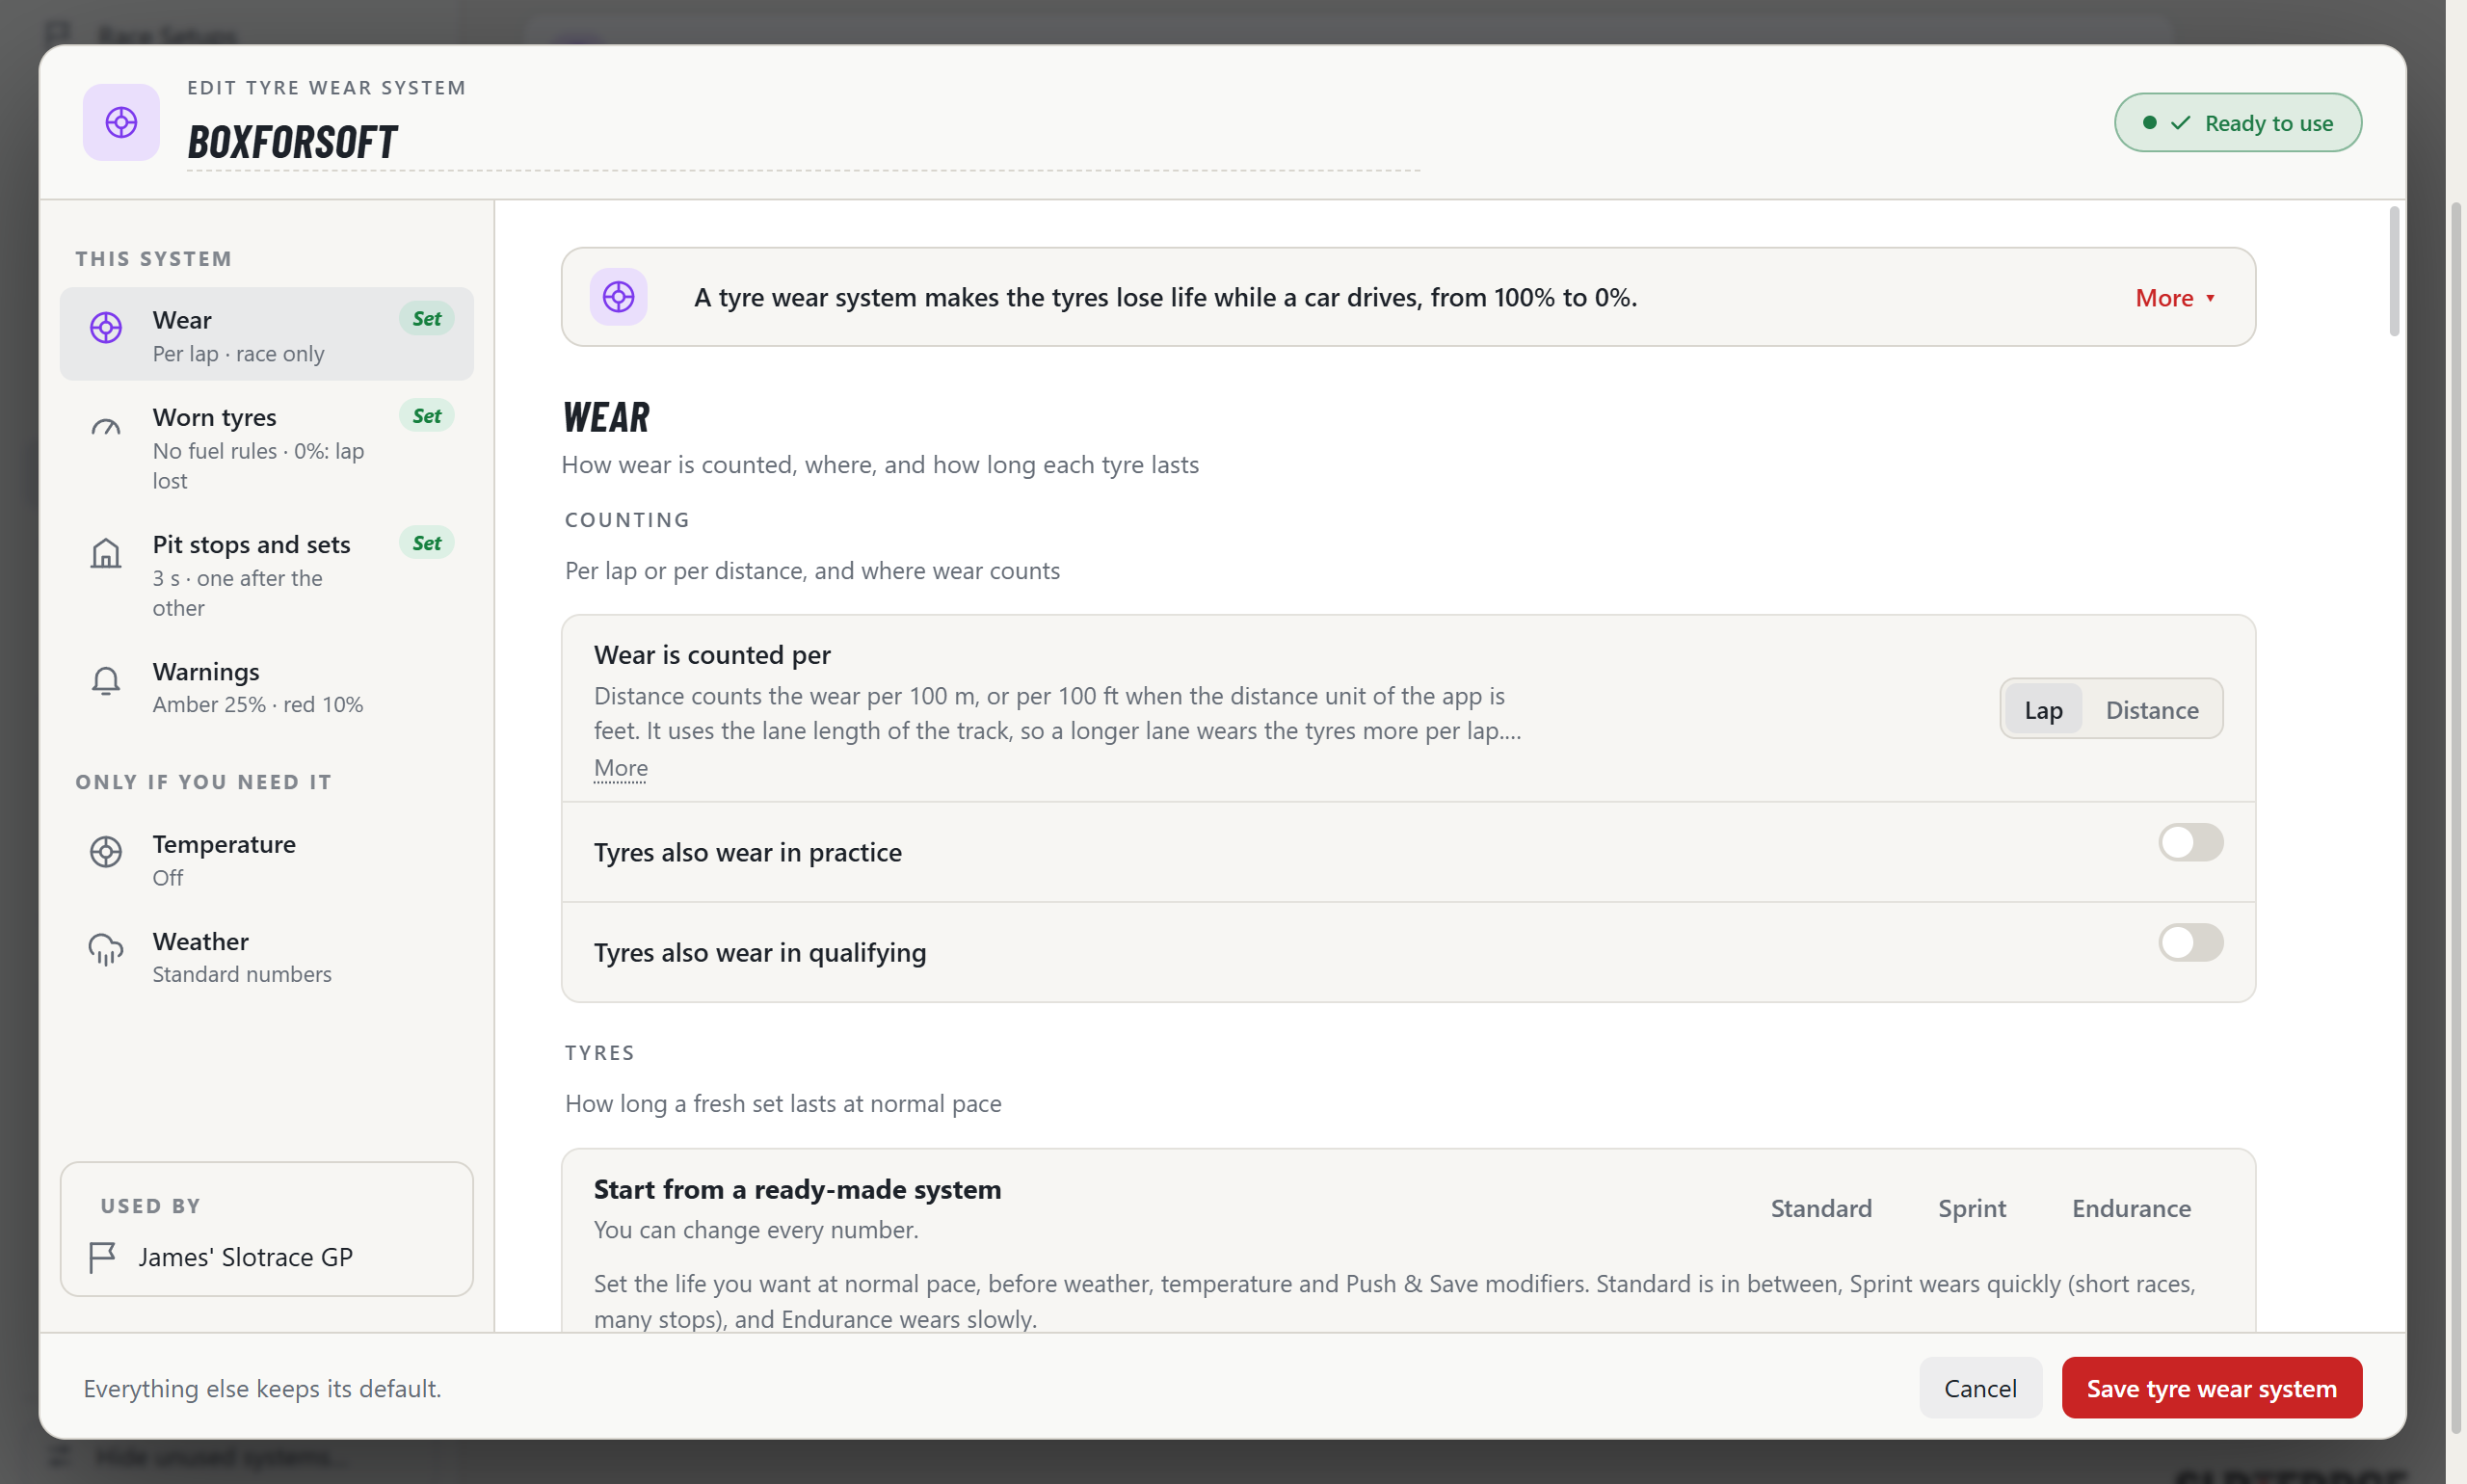 Race Setups
EDIT TYRE WEAR SYSTEM
BOXFORSOFT
Ready to use
THIS SYSTEM
Wear
Set
Per lap · race only
Worn tyres
Set
No fuel rules · 0%: lap
lost
Pit stops and sets
Set
3 s · one after the
other
Warnings
Amber 25% · red 10%
ONLY IF YOU NEED IT
Temperature
Off
Weather
Standard numbers
USED BY
James' Slotrace GP
A tyre wear system makes the tyres lose life while a car drives, from 100% to 0%.
More
WEAR
How wear is counted, where, and how long each tyre lasts
COUNTING
Per lap or per distance, and where wear counts
Wear is counted per
Distance counts the wear per 100 m, or per 100 ft when the distance unit of the app is
feet. It uses the lane length of the track, so a longer lane wears the tyres more per lap....
More
Lap
Distance
Tyres also wear in practice
Tyres also wear in qualifying
TYRES
How long a fresh set lasts at normal pace
Start from a ready-made system
You can change every number.
Standard
Sprint
Endurance
Set the life you want at normal pace, before weather, temperature and Push & Save modifiers. Standard is in between, Sprint wears quickly (short races,
many stops), and Endurance wears slowly.
Everything else keeps its default.
Cancel
Save tyre wear system
Hide unused systems...